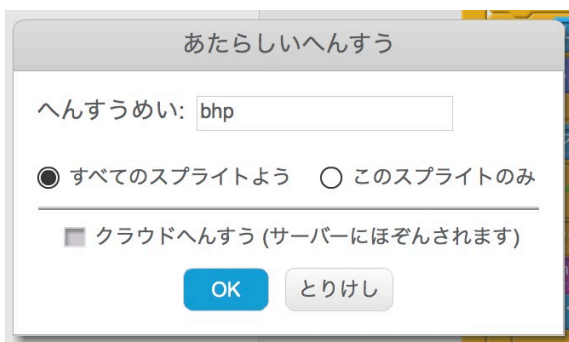 あたらしいへんすう
へんすうめい: bhp
すべてのスプライトよう このスプライトのみ
クラウドへんすう (サーバーにほぞんされます)
OK とりけし